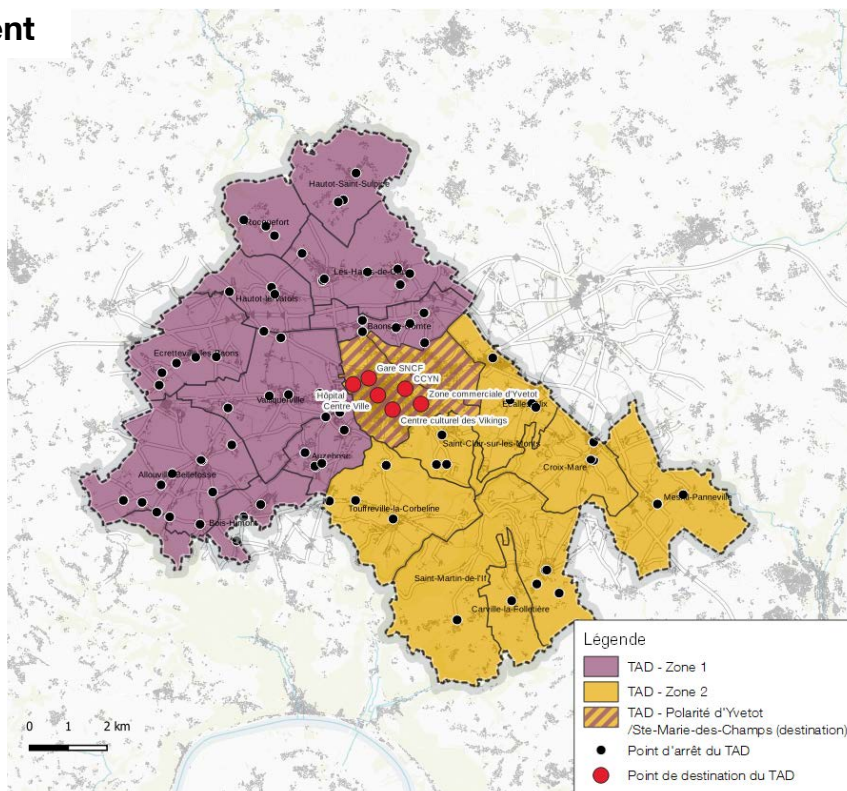 ent
Hautot-Saint-Sulpice
Rocquefort
Hautot-le-Vatois
Baons-le-Comte
Ecretteville-les-Baons
Gare SNCF
CCYN
Hôpital
Zone commerciale d'Yvetot
Centre Ville
Centre culturel des Vikings
Valliquerville
Saint-Clair-sur-les-Monts
Auzebosc
Croix-Mare
Allouville-Bellefosse
Mesnil-Panneville
Touffreville-la-Corbeline
Bois-Himont
Saint-Martin-de-l'If
Carville-la-Folletière
Légende
TAD - Zone 1
TAD - Zone 2
TAD - Polarité d'Yvetot
/Ste-Marie-des-Champs (destination)
Point d'arrêt du TAD
Point de destination du TAD
0 1 2 km